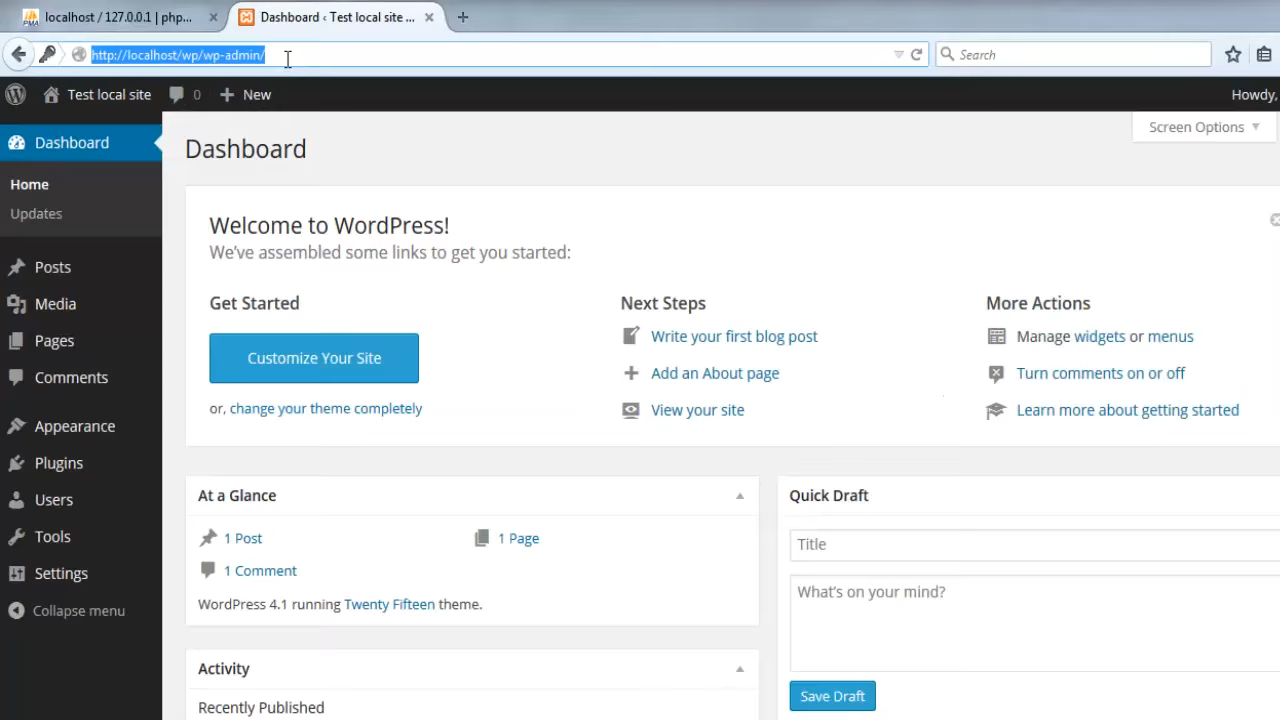 localhost / 127.0.0.1 | php...
Dashboard ‹ Test local site ...
http://localhost/wp/wp-admin/
Search
Test local site
0
New
Howdy,
Dashboard
Home
Updates
Posts
Media
Pages
Comments
Appearance
Plugins
Users
Tools
Settings
Collapse menu
Screen Options
Dashboard
Welcome to WordPress!
We've assembled some links to get you started:
Get Started
Customize Your Site
or, change your theme completely
Next Steps
Write your first blog post
Add an About page
View your site
More Actions
Manage widgets or menus
Turn comments on or off
Learn more about getting started
At a Glance
1 Post
1 Page
1 Comment
WordPress 4.1 running Twenty Fifteen theme.
Activity
Recently Published
Quick Draft
Title
What's on your mind?
Save Draft